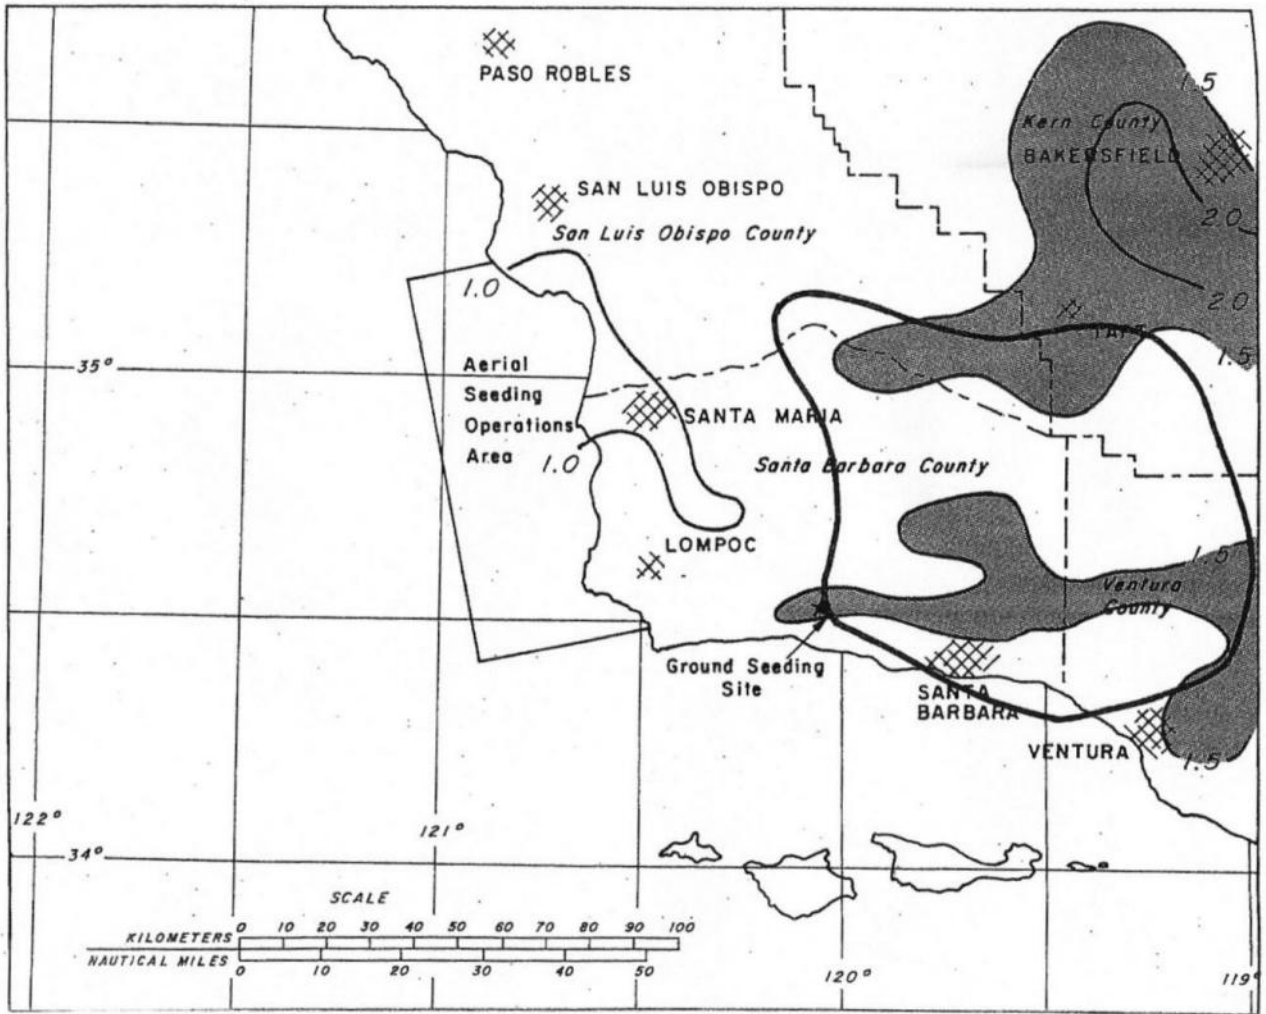 PASO ROBLES
1.5
Kern County
BAKERSFIELD
SAN LUIS OBISPO
San Luis Obispo County
2.0
1.0
2.0
TAFT
1.5
35°
Aerial
Seeding
Operations
Area
SANTA MARIA
1.0
Santa Barbara County
LOMPOC
1.5
Ventura
County
Ground Seeding
Site
SANTA
BARBARA
VENTURA
1.5
122°
121°
34°
SCALE
KILOMETERS 0 10 20 30 40 50 60 70 80 90 100
NAUTICAL MILES 0 10 20 30 40 50
120°
119°